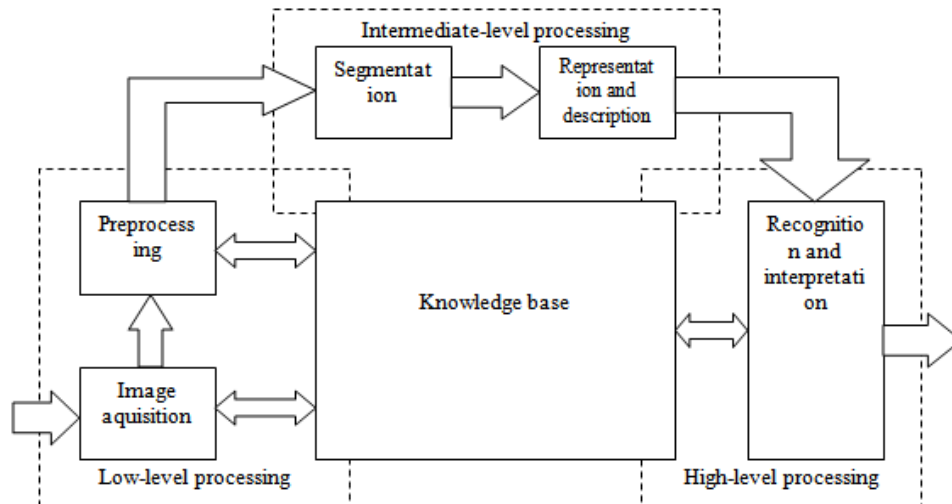 Intermediate-level processing
Segmentat
ion
Representat
ion and
description
Preprocess
ing
Knowledge base
Recognitio
n and
interpretati
on
Image
aquisition
Low-level processing
High-level processing